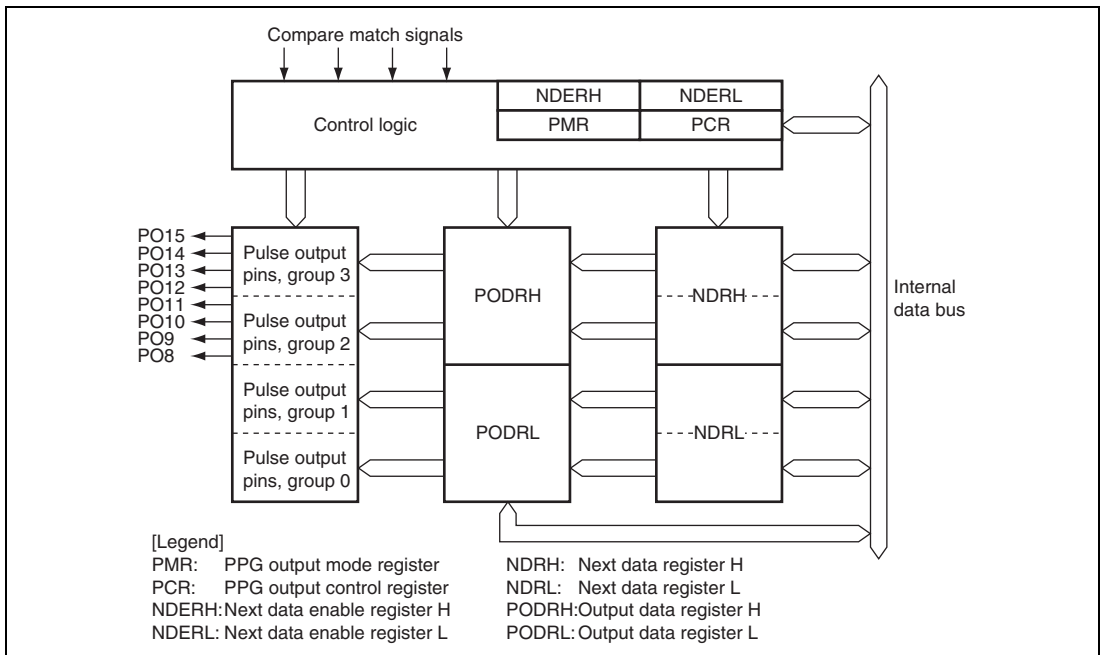 Compare match signals
NDERH NDERL
Control logic PMR PCR
PO15
PO14
PO13
PO12
PO11
PO10
PO9
PO8
Pulse output
pins, group 3
Pulse output
pins, group 2
Pulse output
pins, group 1
Pulse output
pins, group 0
PODRH
PODRL
NDRH
NDRL
Internal
data bus
[Legend]
PMR: PPG output mode register
PCR: PPG output control register
NDERH: Next data enable register H
NDERL: Next data enable register L
NDRH: Next data register H
NDRL: Next data register L
PODRH: Output data register H
PODRL: Output data register L